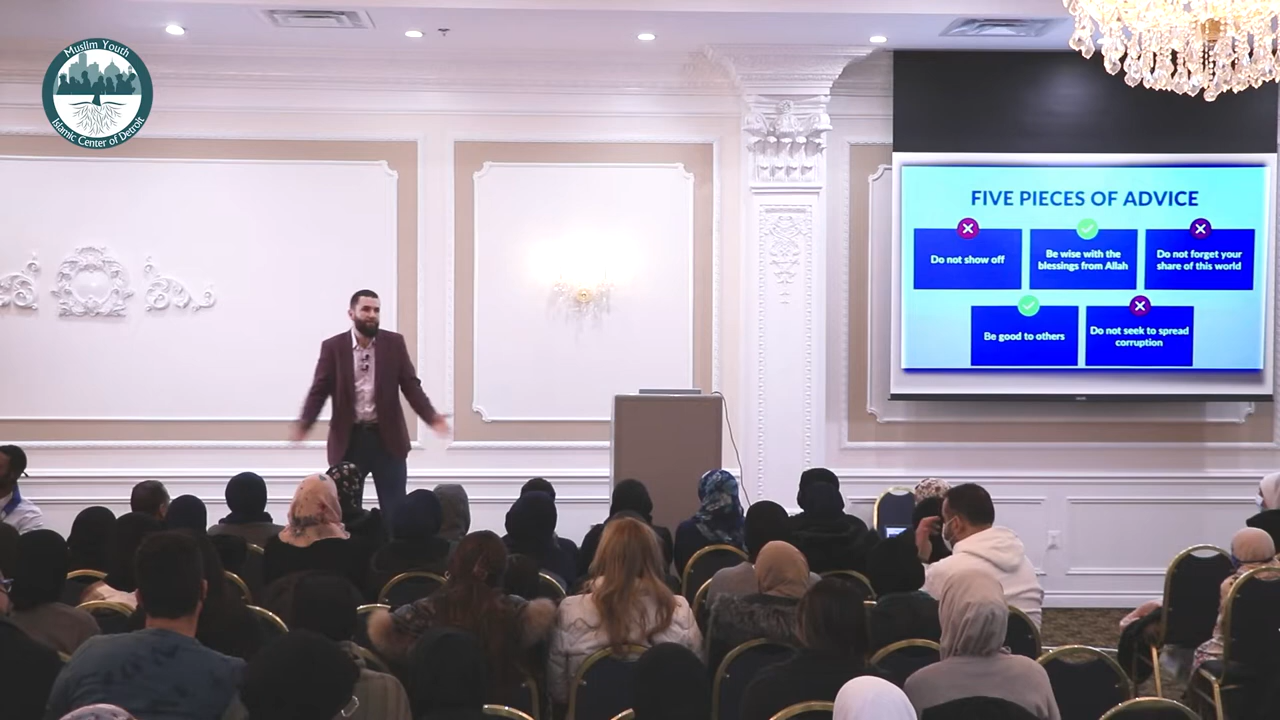 Muslim Youth
Islamic Center of Detroit
FIVE PIECES OF ADVICE
Do not show off
Be wise with the
blessings from Allah
Do not forget your
share of this world
Be good to others
Do not seek to spread
corruption